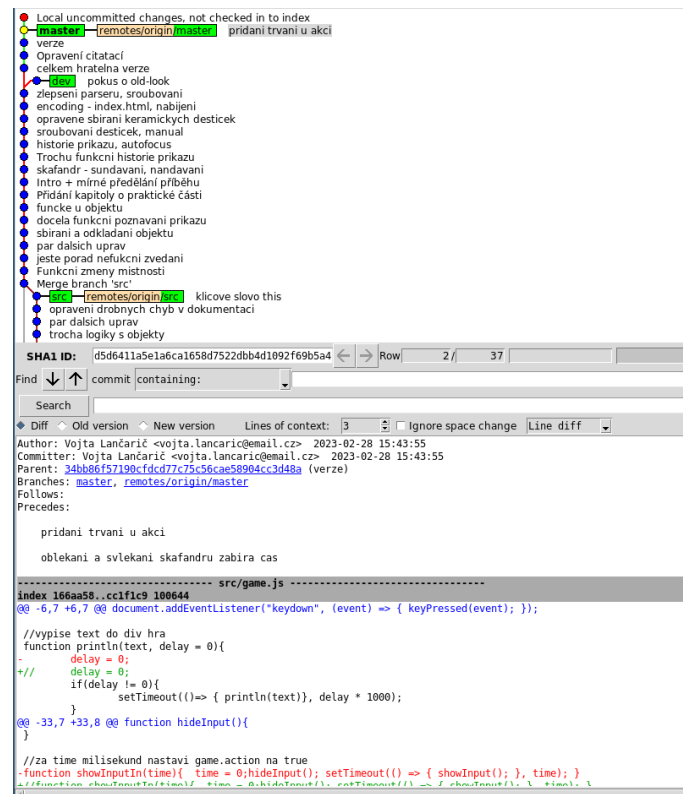 Local uncommitted changes, not checked in to index
master remotes/origin/master pridani trvani u akci
verze
Opravení citatací
celkem hratelna verze
dev pokus o old-look
zlepseni parseru, sroubovani
encoding - index.html, nabijeni
opravene sbirani keramickych desticek
sroubovani desticek, manual
historie prikazu, autofocus
Trochu funkcni historie prikazu
skafandr - sundavani, nandavani
Intro + mírné předělání příběhu
Přidání kapitoly o praktické části
funcke u objektu
docela funkcni poznavani prikazu
sbirani a odkladani objektu
par dalsich uprav
jeste porad nefukcni zvedani
Funkcni zmeny mistnosti
Merge branch 'src'
src remotes/origin/src klicove slovo this
opraveni drobnych chyb v dokumentaci
par dalsich uprav
trocha logiky s objekty
SHA1 ID: d5d6411a5e1a6ca1658d7522dbb4d1092f69b5a4 Row 2 / 37
Find commit containing:
Search
Diff Old version New version Lines of context: 3 Ignore space change Line diff
Author: Vojta Lančarič <vojta.lancaric@email.cz> 2023-02-28 15:43:55
Committer: Vojta Lančarič <vojta.lancaric@email.cz> 2023-02-28 15:43:55
Parent: 34bb86f57190cfdcd77c75c56cae58904cc3d48a (verze)
Branches: master, remotes/origin/master
Follows:
Precedes:
pridani trvani u akci
oblekani a svlekani skafandru zabira cas
-------------------------------- src/game.js --------------------------------
index 166aa58..cc1f1c9 100644
@@ -6,7 +6,7 @@ document.addEventListener("keydown", (event) => { keyPressed(event); });
//vypise text do div hra
function println(text, delay = 0){
- delay = 0;
+// delay = 0;
if(delay != 0){
setTimeout(()=> { println(text)}, delay * 1000);
}
@@ -33,7 +33,8 @@ function hideInput(){
}
//za time milisekund nastavi game.action na true
-function showInputIn(time){ time = 0;hideInput(); setTimeout(() => { showInput(); }, time); }
+//function showInputIn(time){ time = 0;hideInput(); setTimeout(() => { showInput(); }, time); }